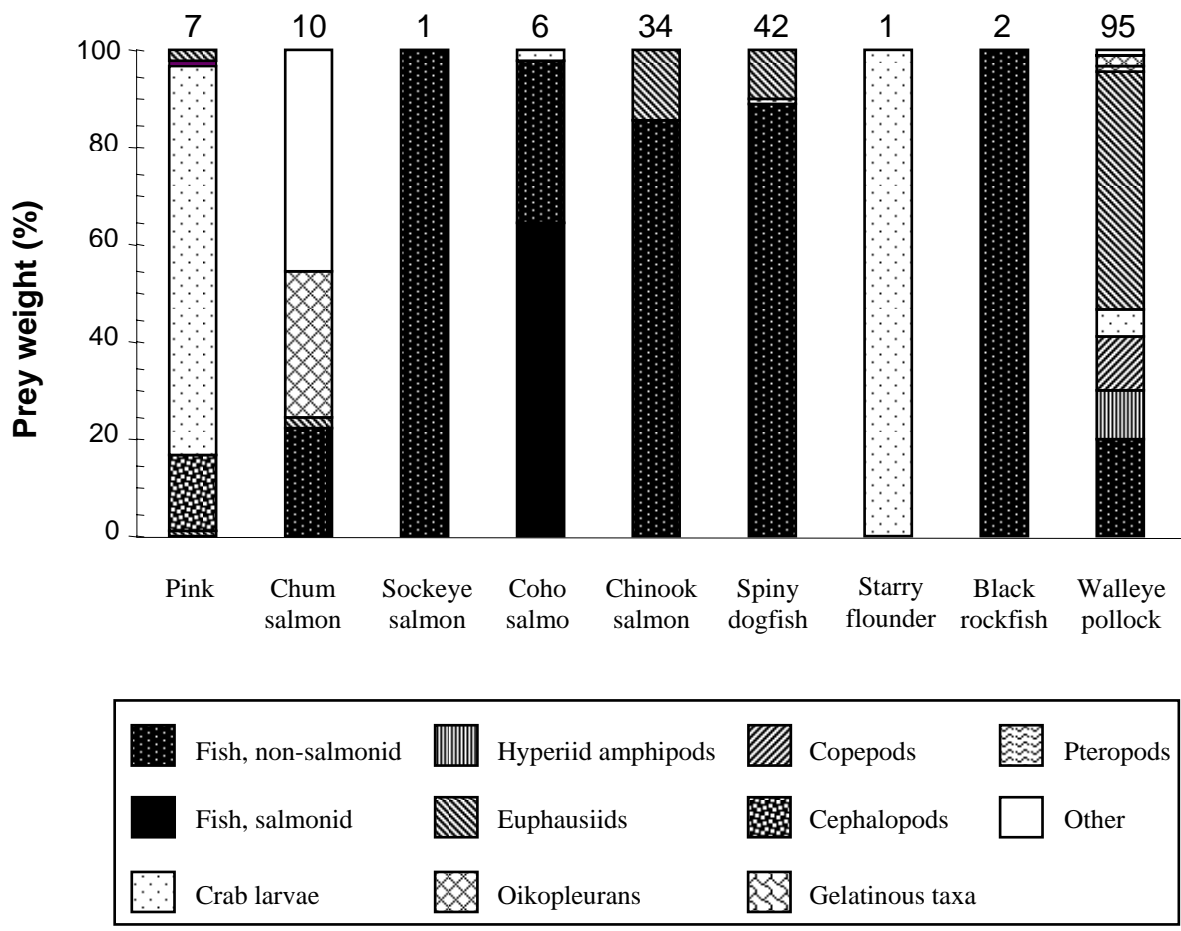 7 10 1 6 34 42 1 2 95
100
80
60
40
20
0
Prey weight (%)
Pink Chum Sockeye Coho Chinook Spiny Starry Black Walleye
salmon salmon salmo salmon dogfish flounder rockfish pollock
Fish, non-salmonid Hyperiid amphipods Copepods Pteropods
Fish, salmonid Euphausiids Cephalopods Other
Crab larvae Oikopleurans Gelatinous taxa